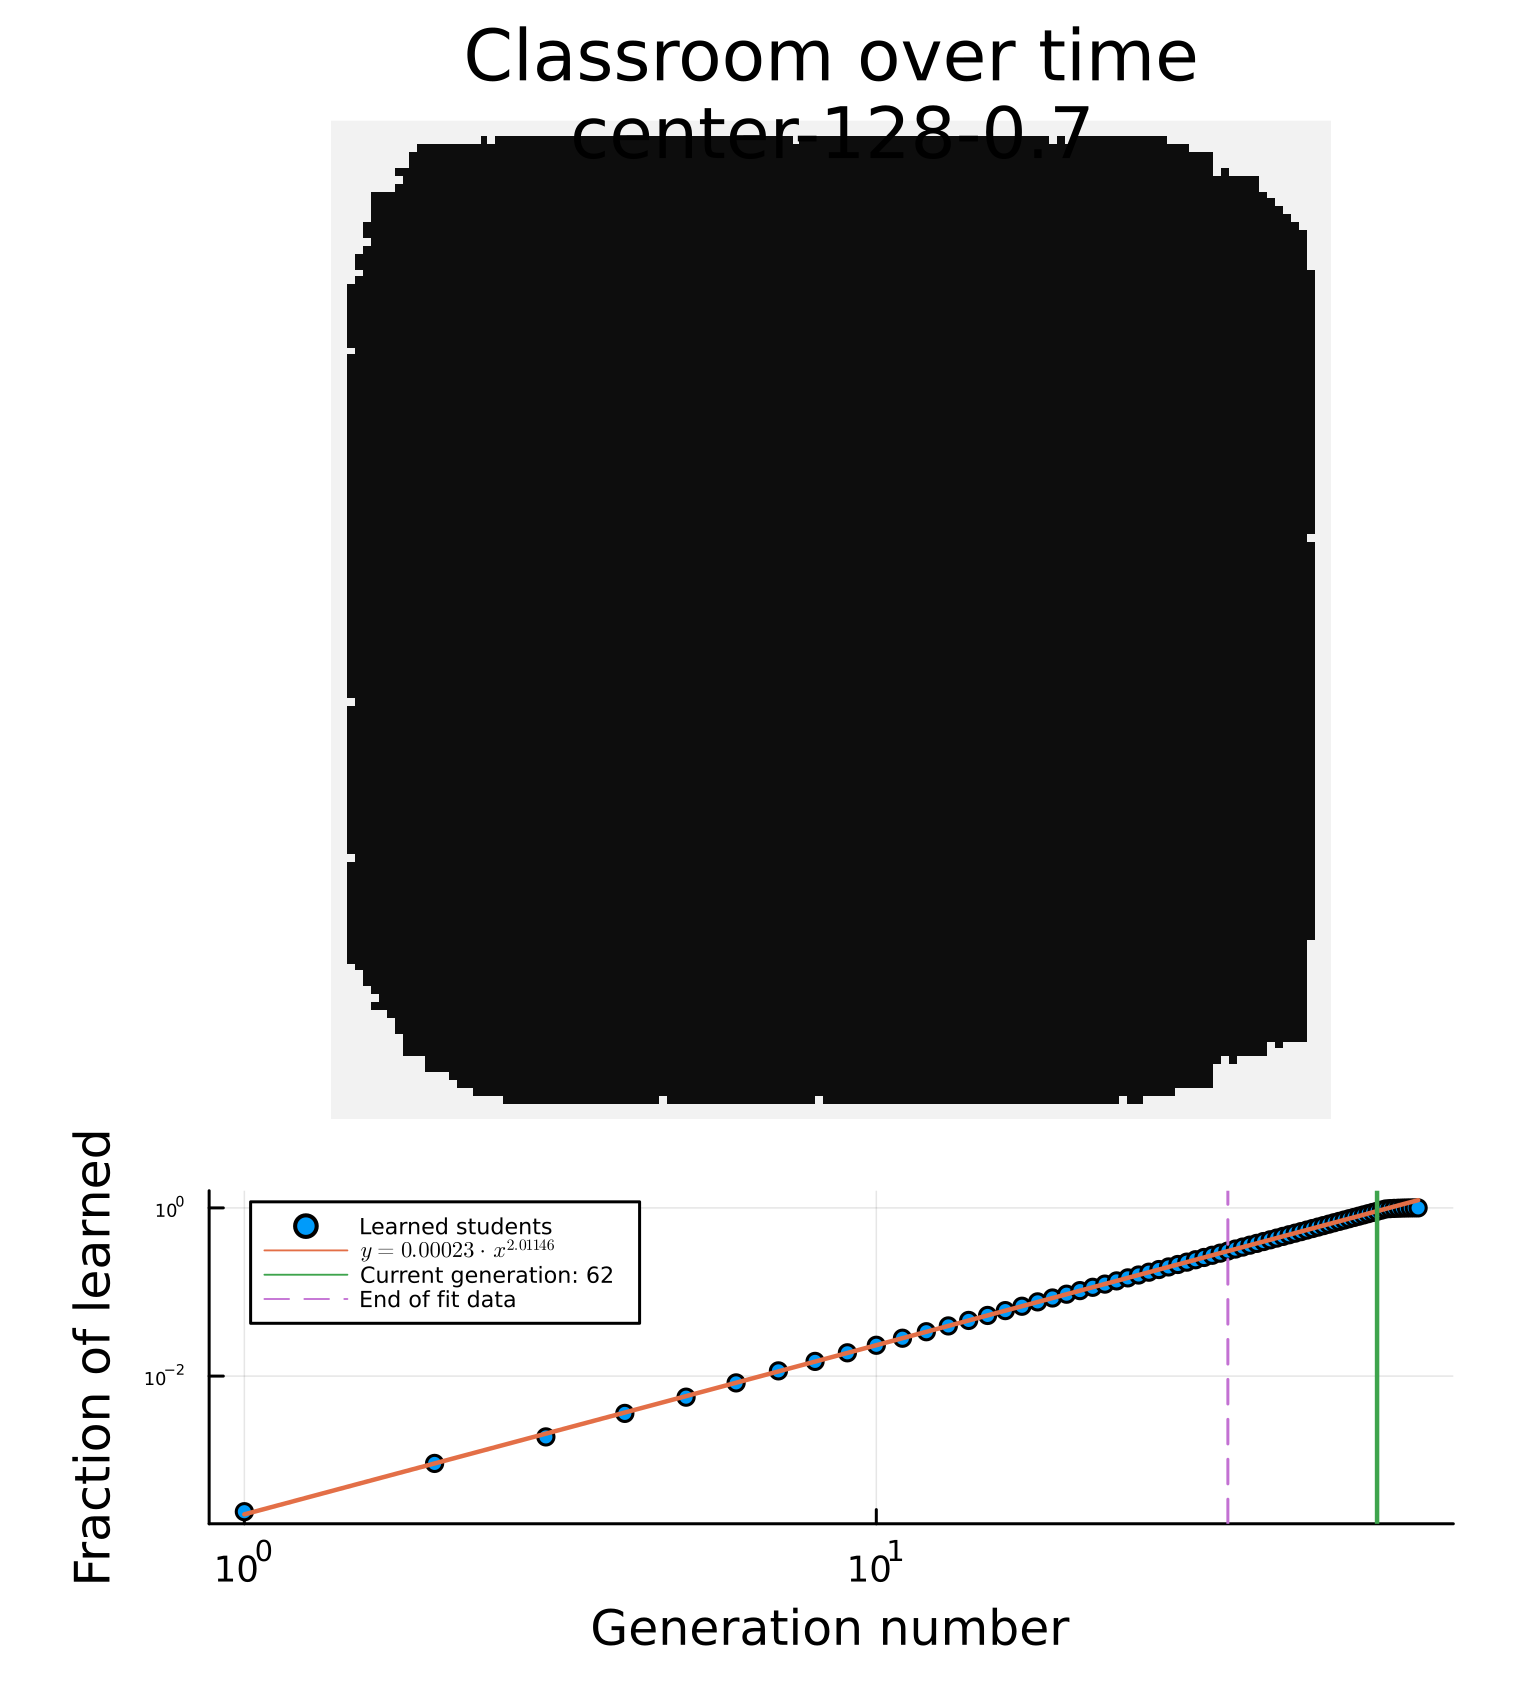 Classroom over time
center-128-0.7
Fraction of learned
10^0
10^-2
Learned students
y = 0.00023 · x^2.01146
Current generation: 62
End of fit data
10^0
10^1
Generation number